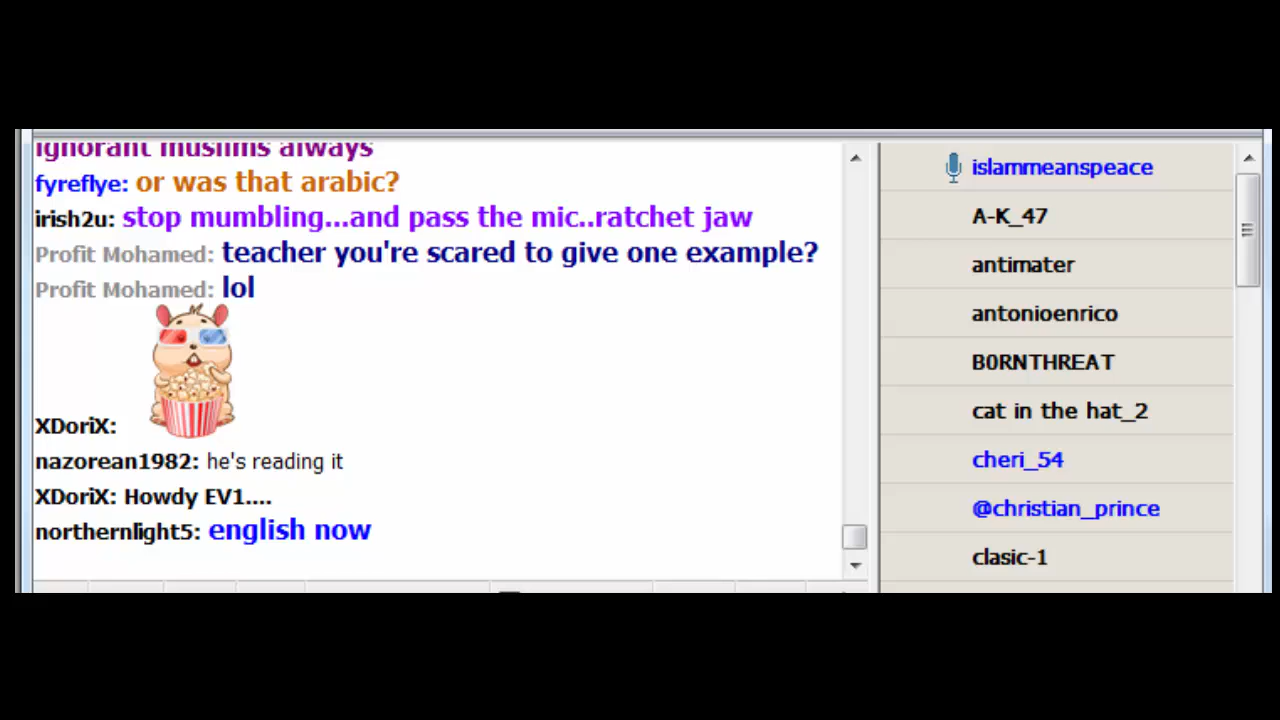 ignorant muslims always
fyreflye: or was that arabic?
irish2u: stop mumbling...and pass the mic..ratchet jaw
Profit Mohamed: teacher you're scared to give one example?
Profit Mohamed: lol
XDoriX:
nazorean1982: he's reading it
XDoriX: Howdy EV1....
northernlight5: english now
islammeanspeace
A-K_47
antimater
antonioenrico
B0RNTHREAT
cat in the hat_2
cheri_54
@christian_prince
clasic-1